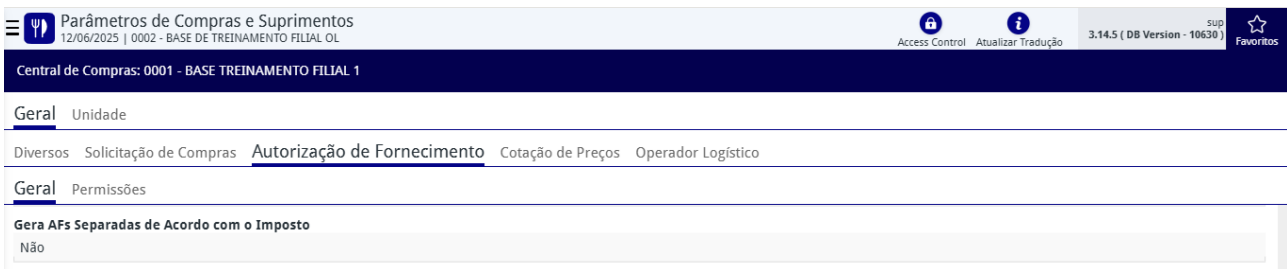 Parâmetros de Compras e Suprimentos
12/06/2025 | 0002 - BASE DE TREINAMENTO FILIAL OL
Access Control
Atualizar Tradução
sup
3.14.5 ( DB Version - 10630 )
Favoritos
Central de Compras: 0001 - BASE TREINAMENTO FILIAL 1
Geral Unidade
Diversos Solicitação de Compras Autorização de Fornecimento Cotação de Preços Operador Logístico
Geral Permissões
Gera AFs Separadas de Acordo com o Imposto
Não